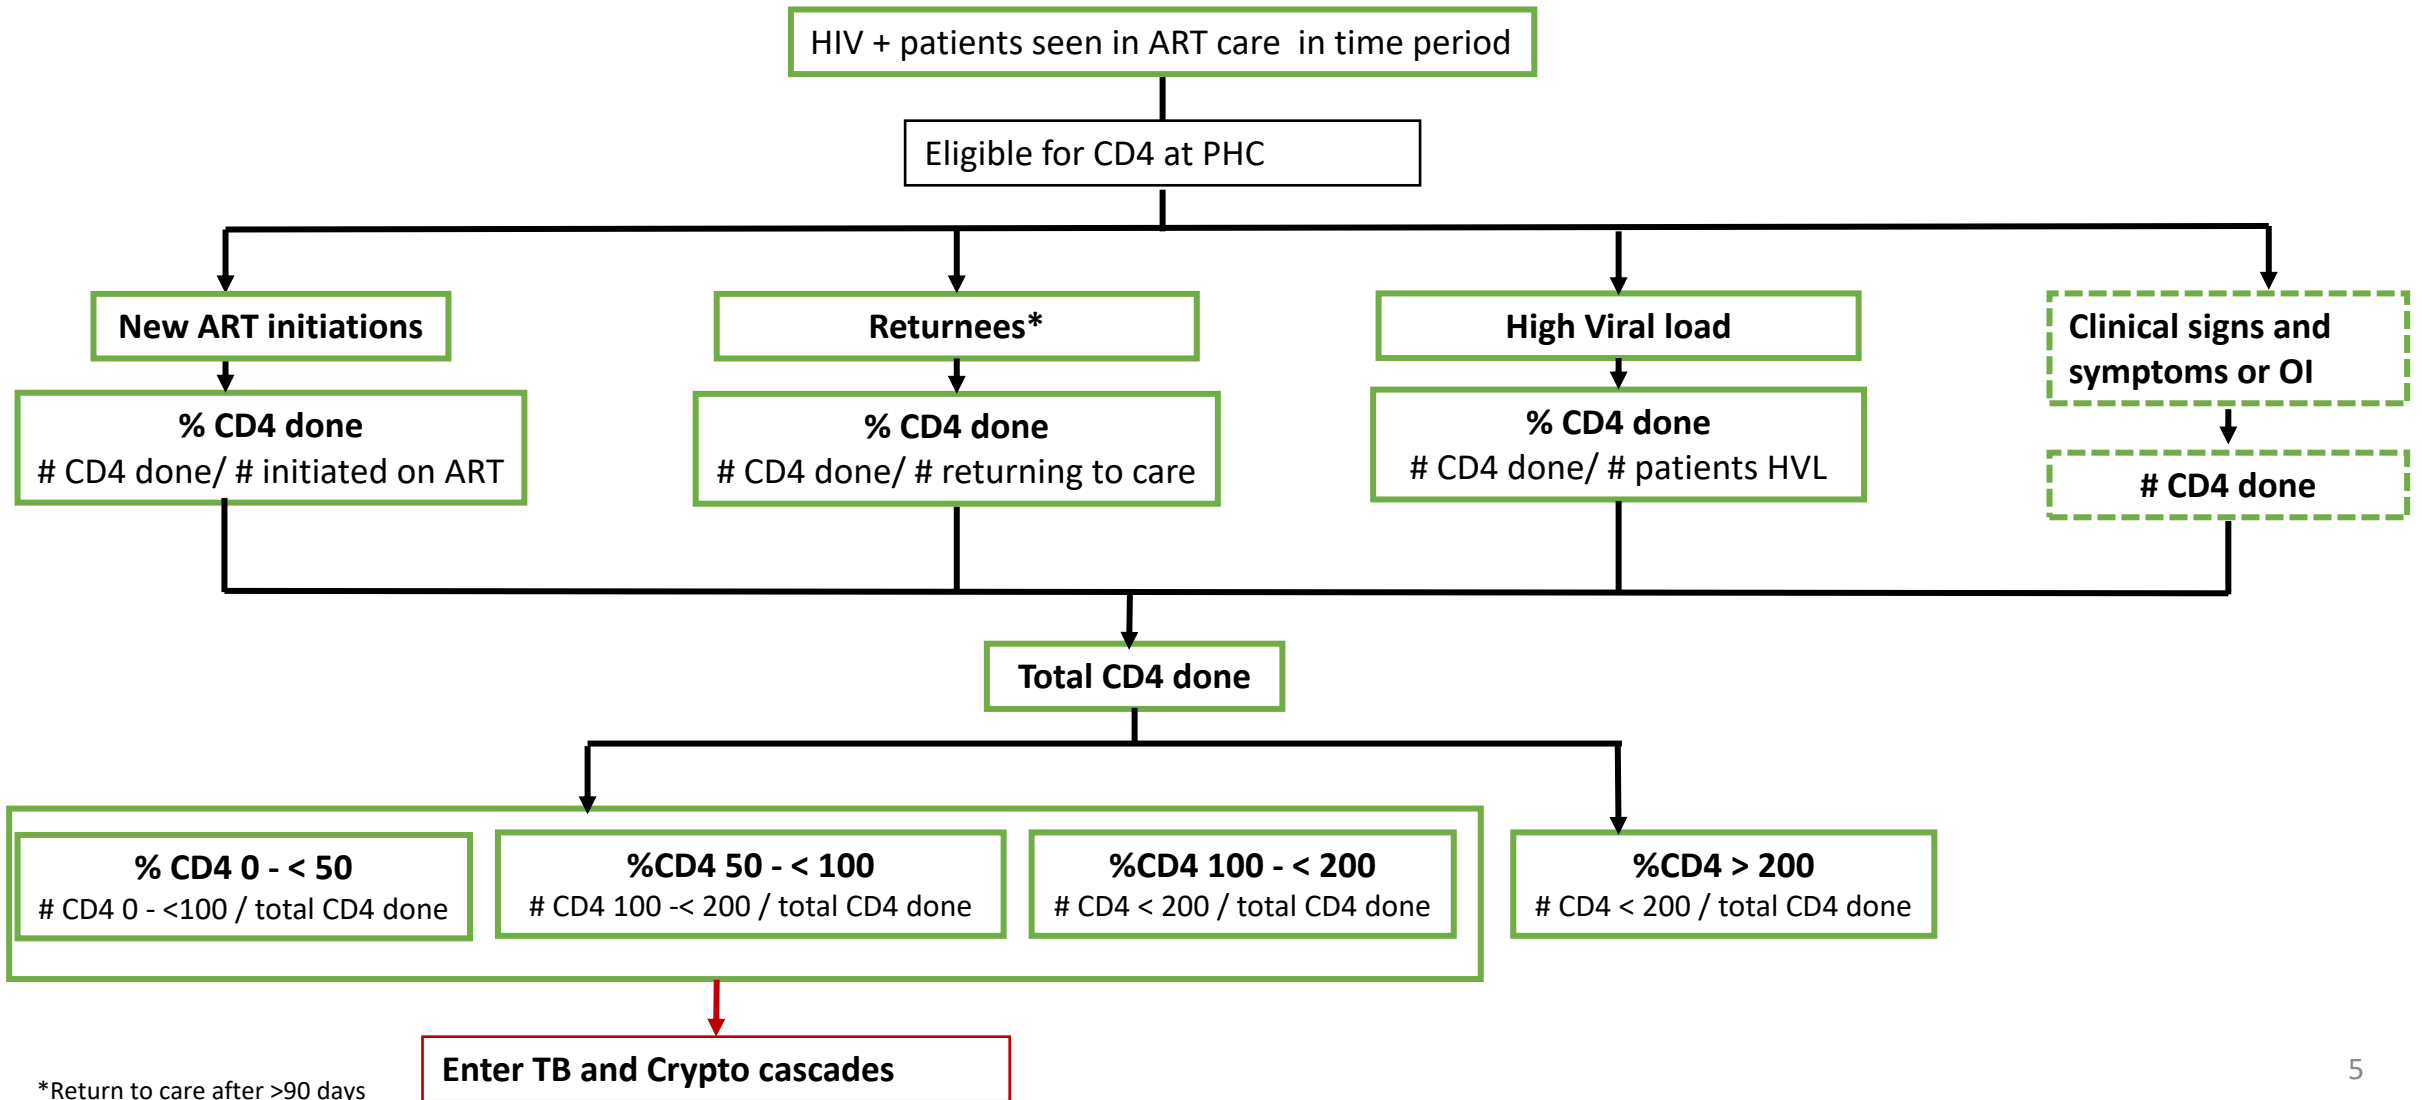 HIV + patients seen in ART care in time period
Eligible for CD4 at PHC
New ART initiations
Returnees*
High Viral load
Clinical signs and
symptoms or OI
% CD4 done
# CD4 done/ # initiated on ART
% CD4 done
# CD4 done/ # returning to care
% CD4 done
# CD4 done/ # patients HVL
# CD4 done
Total CD4 done
% CD4 0 - < 50
# CD4 0 - <100 / total CD4 done
%CD4 50 - < 100
# CD4 100 -< 200 / total CD4 done
%CD4 100 - < 200
# CD4 < 200 / total CD4 done
%CD4 > 200
# CD4 < 200 / total CD4 done
Enter TB and Crypto cascades
*Return to care after >90 days
5